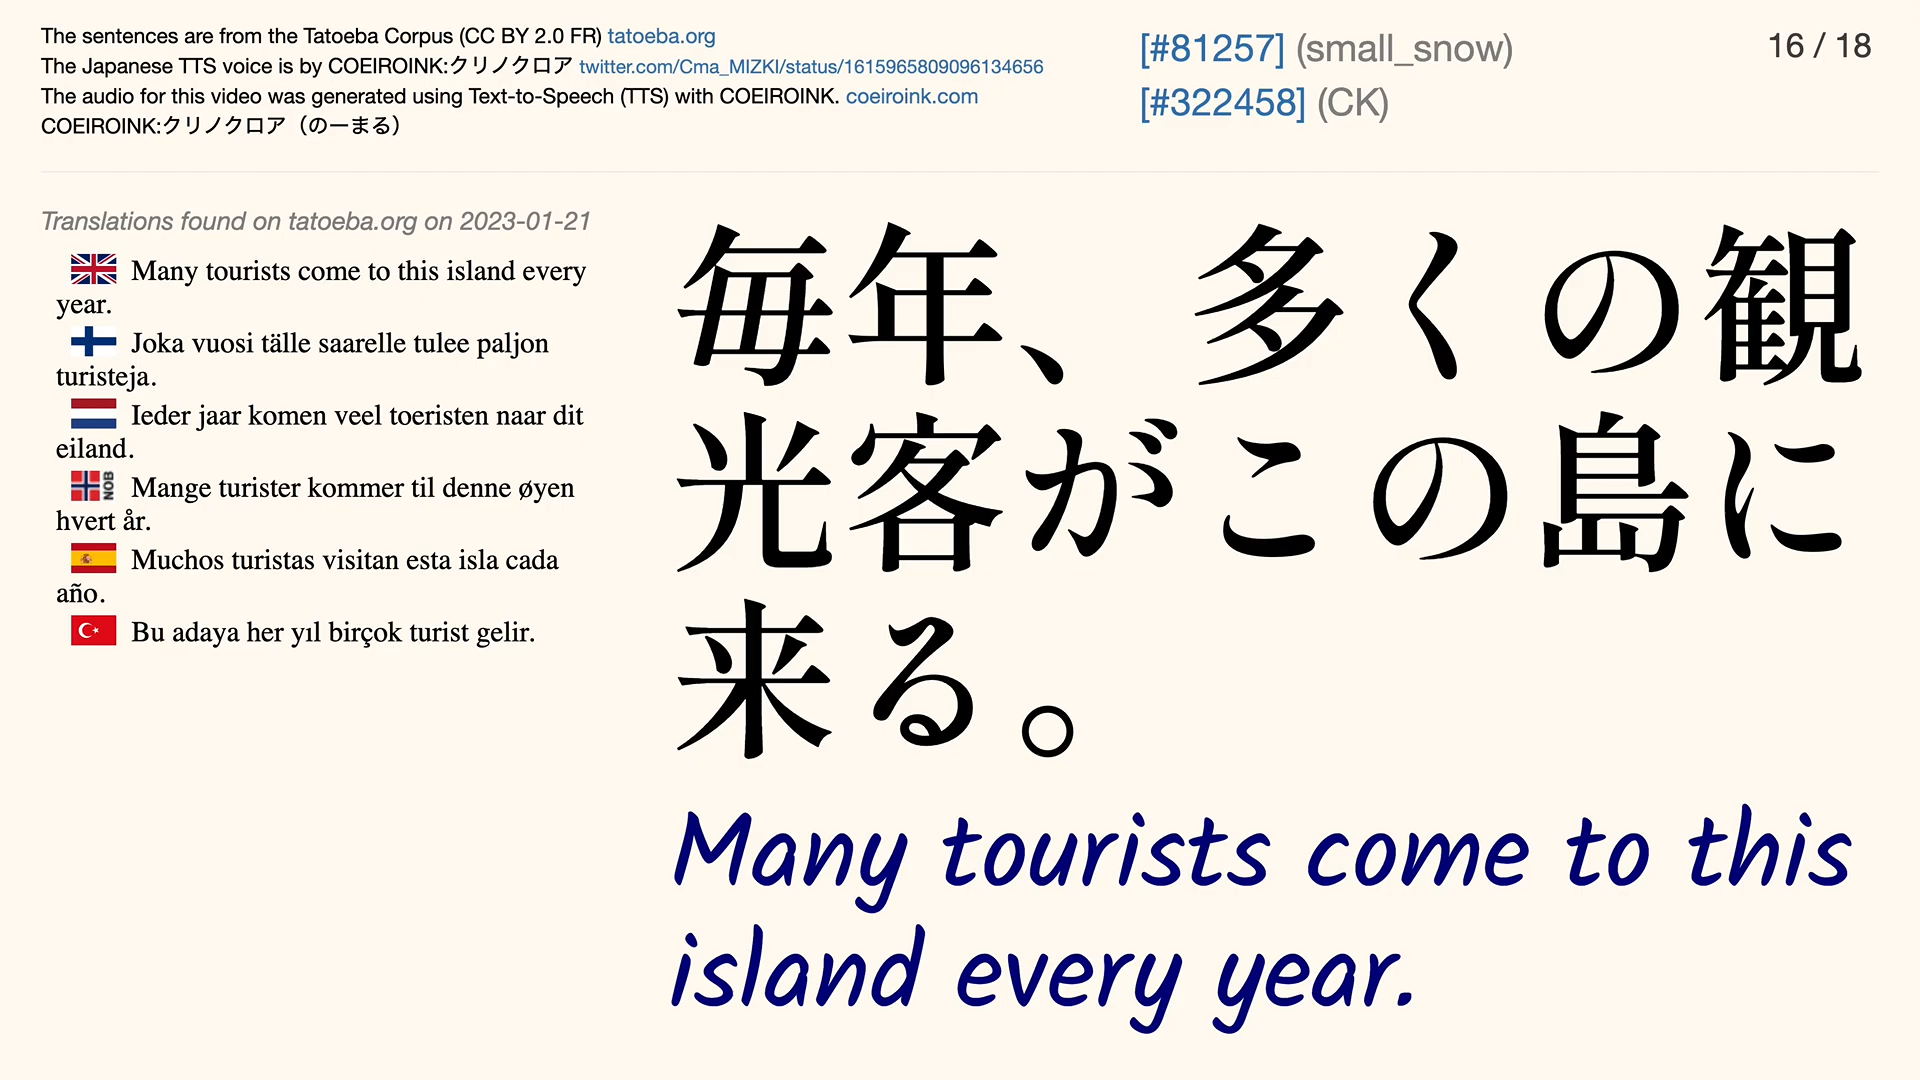 The sentences are from the Tatoeba Corpus (CC BY 2.0 FR) tatoeba.org
The Japanese TTS voice is by COEIROINK:クリノクロア twitter.com/Cma_MIZKI/status/1615965809096134656
The audio for this video was generated using Text-to-Speech (TTS) with COEIROINK. coeiroink.com
COEIROINK:クリノクロア（のーまる）
[#81257] (small_snow)
[#322458] (CK)
16 / 18
Translations found on tatoeba.org on 2023-01-21
Many tourists come to this island every
year.
Joka vuosi tälle saarelle tulee paljon
turisteja.
Ieder jaar komen veel toeristen naar dit
eiland.
NOB Mange turister kommer til denne øyen
hvert år.
Muchos turistas visitan esta isla cada
año.
Bu adaya her yıl birçok turist gelir.
毎年、多くの観
光客がこの島に
来る。
Many tourists come to this
island every year.